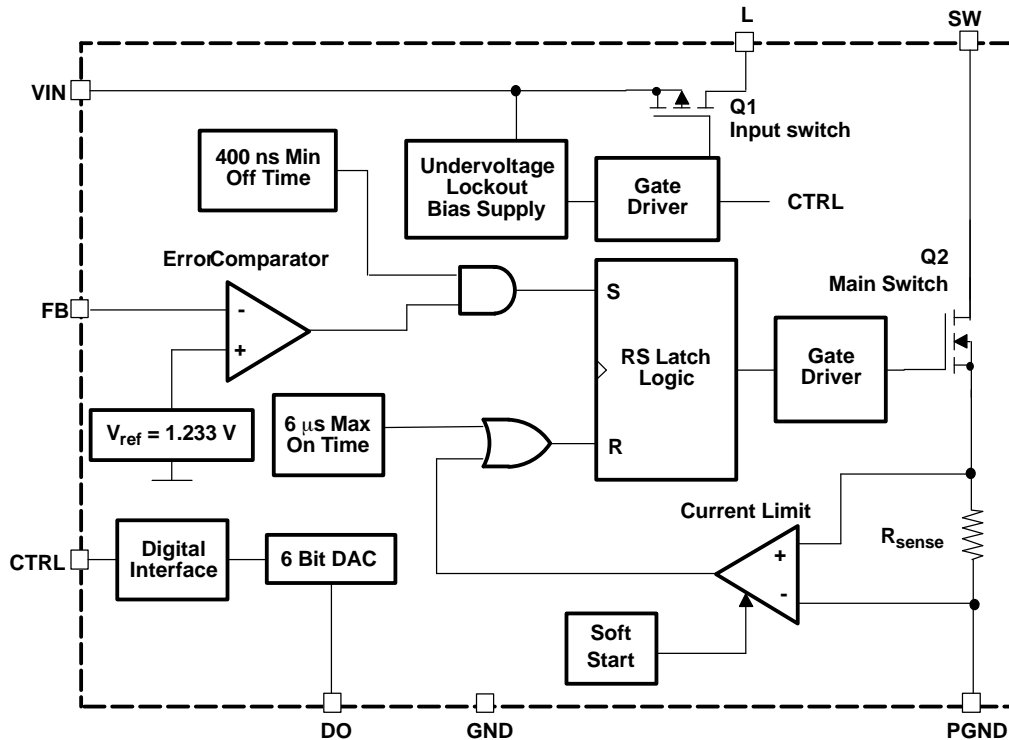 L
SW
VIN
Q1
Input switch
400 ns Min
Off Time
Undervoltage
Lockout
Bias Supply
Gate
Driver
CTRL
ErrorComparator
Q2
Main Switch
FB
-
+
S
RS Latch
Logic
R
Gate
Driver
Vref = 1.233 V
6 μs Max
On Time
Current Limit
+
-
Rsense
CTRL
Digital
Interface
6 Bit DAC
Soft
Start
DO
GND
PGND